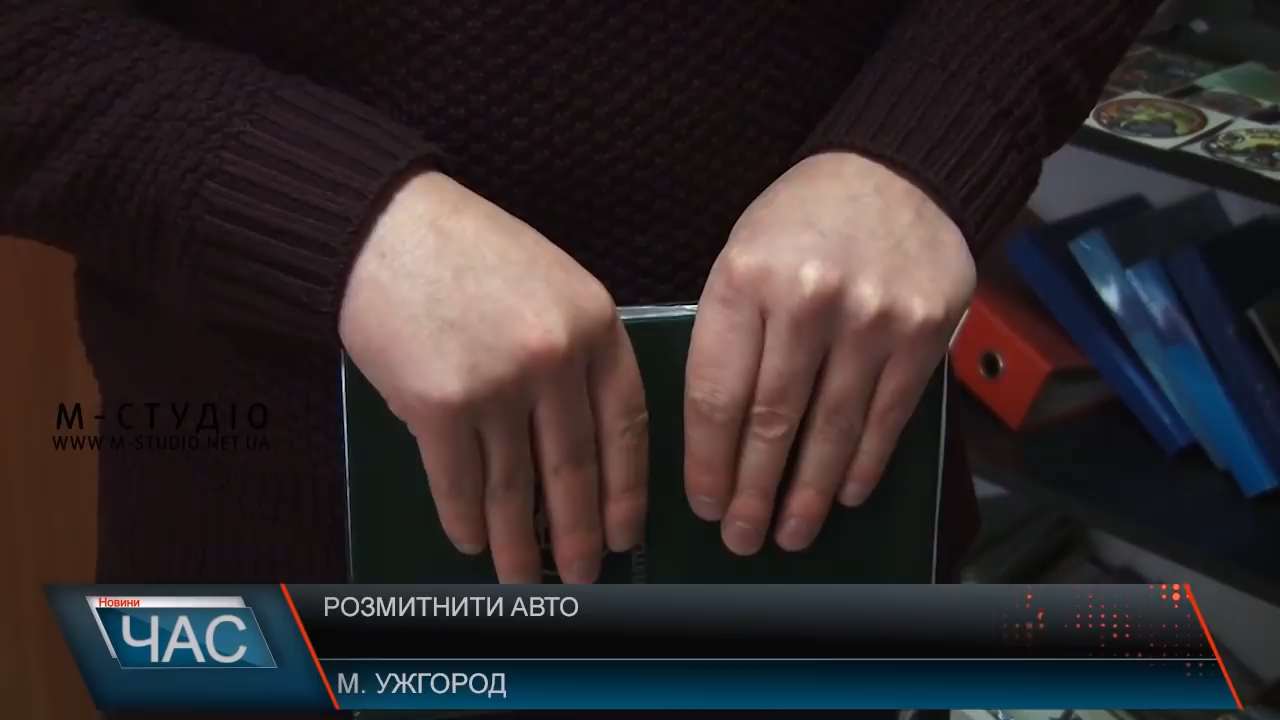 М-СТУДІО
WWW.M-STUDIO.NET.UA
Новини
ЧАС
РОЗМИТНИТИ АВТО
М. УЖГОРОД